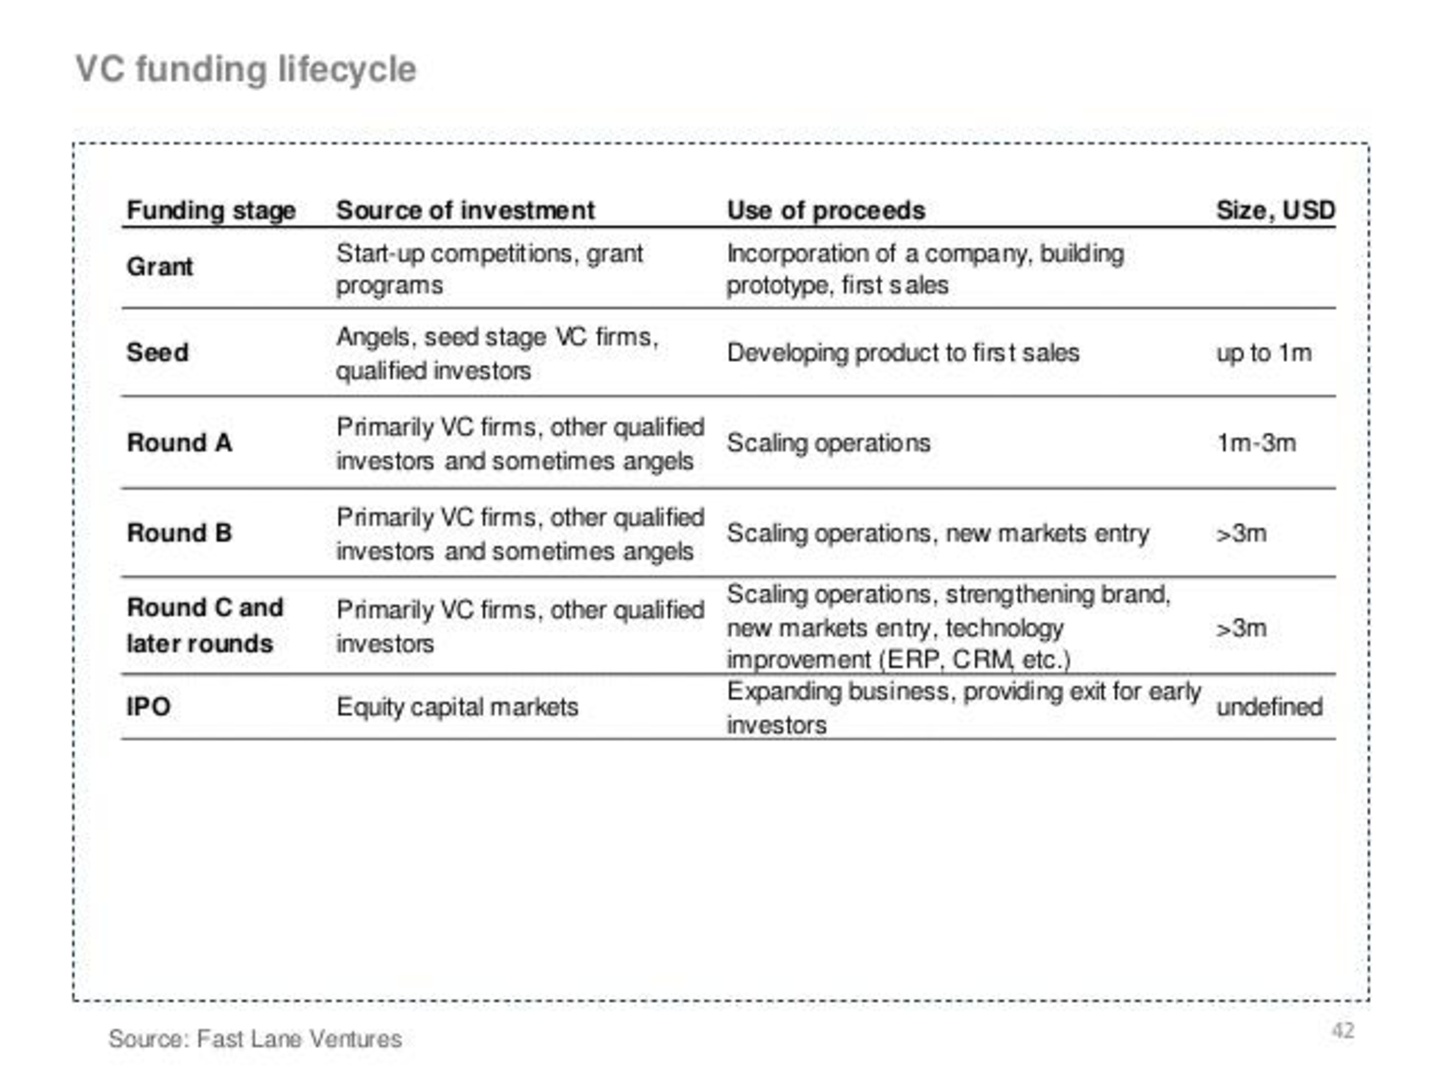 VC funding lifecycle
Funding stage Source of investment Use of proceeds Size, USD
Grant
Start-up competitions, grant
programs
Incorporation of a company, building
prototype, first sales
Seed
Angels, seed stage VC firms,
qualified investors
Developing product to first sales
up to 1m
Round A
Primarily VC firms, other qualified
investors and sometimes angels
Scaling operations
1m-3m
Round B
Primarily VC firms, other qualified
investors and sometimes angels
Scaling operations, new markets entry
>3m
Round C and
later rounds
Primarily VC firms, other qualified
investors
Scaling operations, strengthening brand,
new markets entry, technology
improvement (ERP, CRM, etc.)
>3m
IPO
Equity capital markets
Expanding business, providing exit for early
investors
undefined
Source: Fast Lane Ventures
42